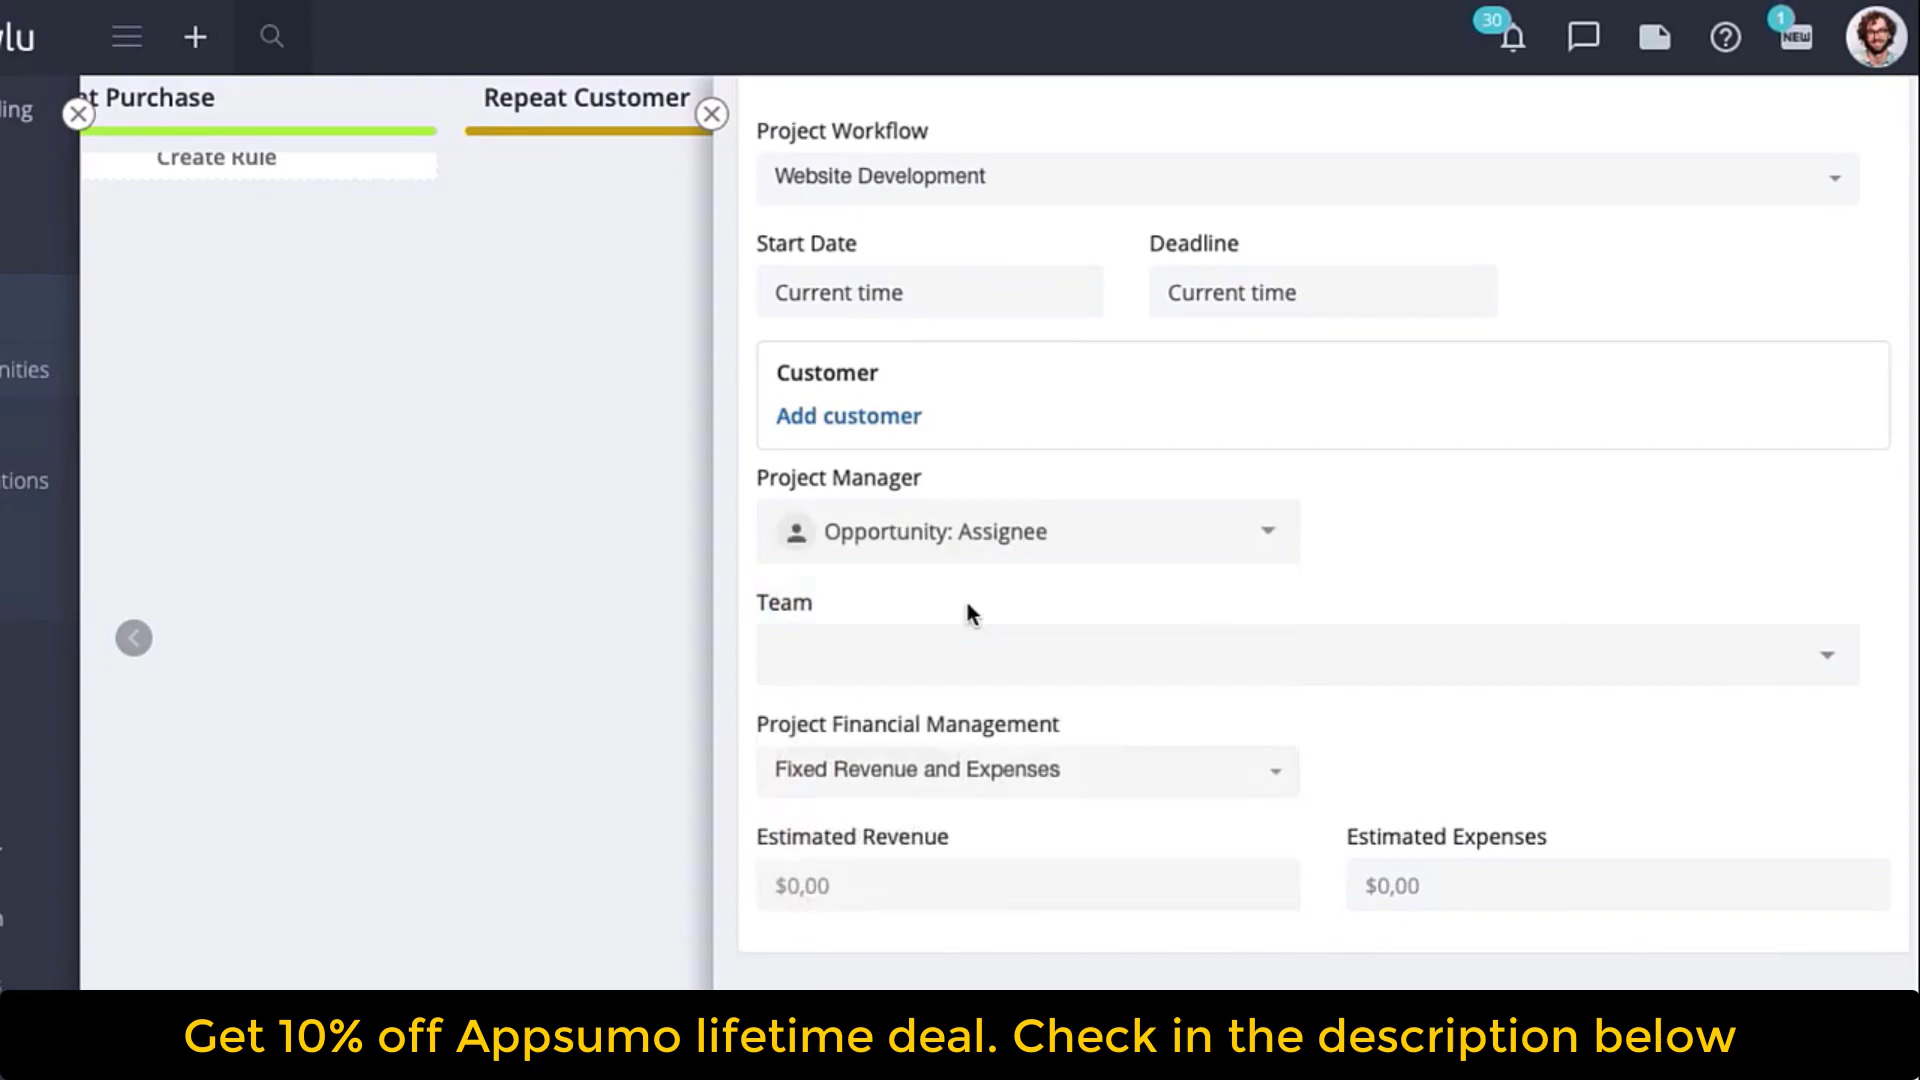 wlu
30
1
NEW
ling
t Purchase
Repeat Customer
Create Rule
Project Workflow
Website Development
Start Date
Deadline
Current time
Current time
Customer
Add customer
nities
tions
Project Manager
Opportunity: Assignee
Team
Project Financial Management
Fixed Revenue and Expenses
Estimated Revenue
Estimated Expenses
$0,00
$0,00
Get 10% off Appsumo lifetime deal. Check in the description below